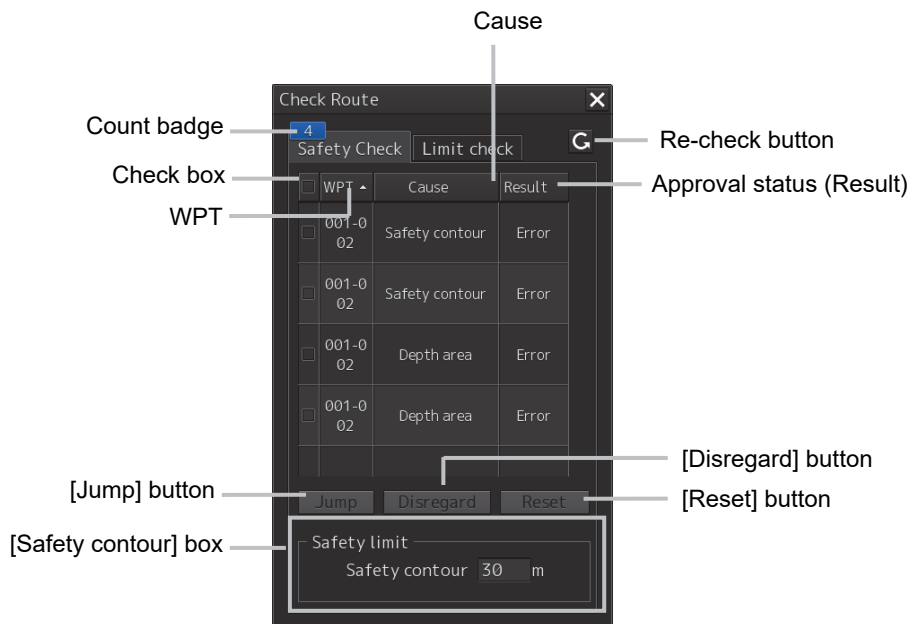 Cause
Check Route
Count badge
4
Safety Check
Limit check
Re-check button
Check box
WPT
Cause
Result
Approval status (Result)
WPT
001-0
02
Safety contour
Error
001-0
02
Safety contour
Error
001-0
02
Depth area
Error
001-0
02
Depth area
Error
[Disregard] button
[Jump] button
Jump
Disregard
Reset
[Reset] button
[Safety contour] box
Safety limit
Safety contour 30 m